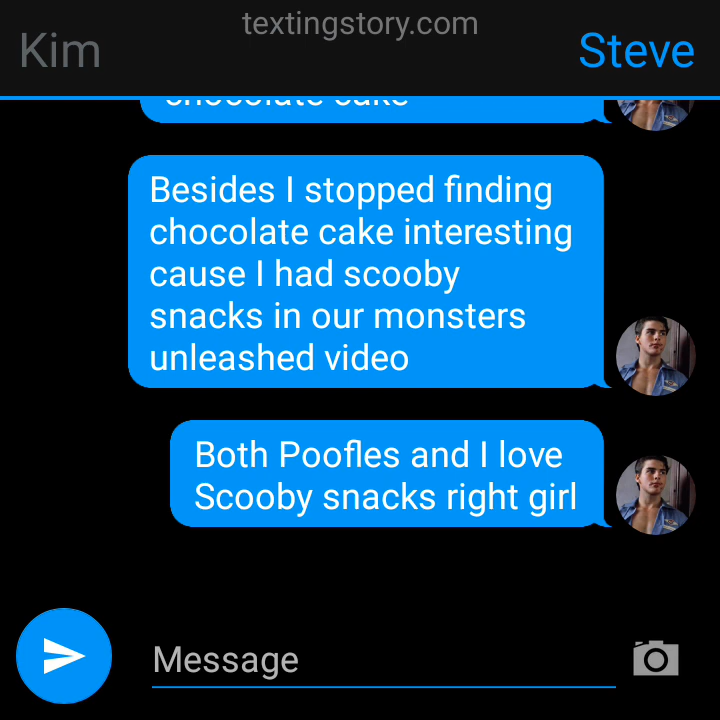 textingstory.com
Kim
Steve
chocolate cake
Besides I stopped finding
chocolate cake interesting
cause I had scooby
snacks in our monsters
unleashed video
Both Poofles and I love
Scooby snacks right girl
Message